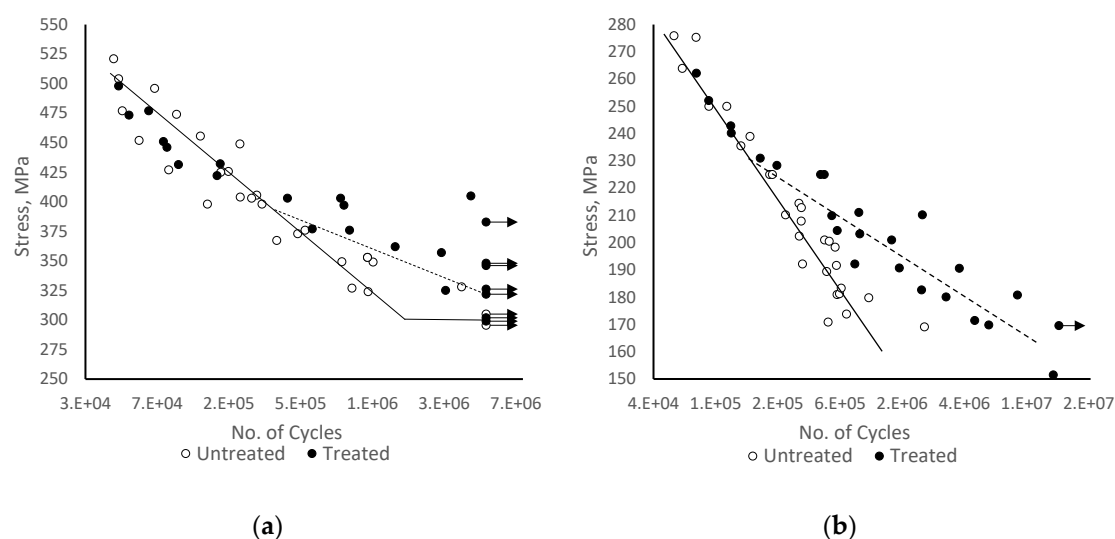 550
525
500
475
450
425
400
375
350
325
300
275
250
Stress, MPa
3.E+04 7.E+04 2.E+05 5.E+05 1.E+06 3.E+06 7.E+06
No. of Cycles
Untreated Treated
(a)
280
270
260
250
240
230
220
210
200
190
180
170
160
150
Stress, MPa
4.E+04 1.E+05 2.E+05 6.E+05 2.E+06 4.E+06 1.E+07 2.E+07
No. of Cycles
Untreated Treated
(b)